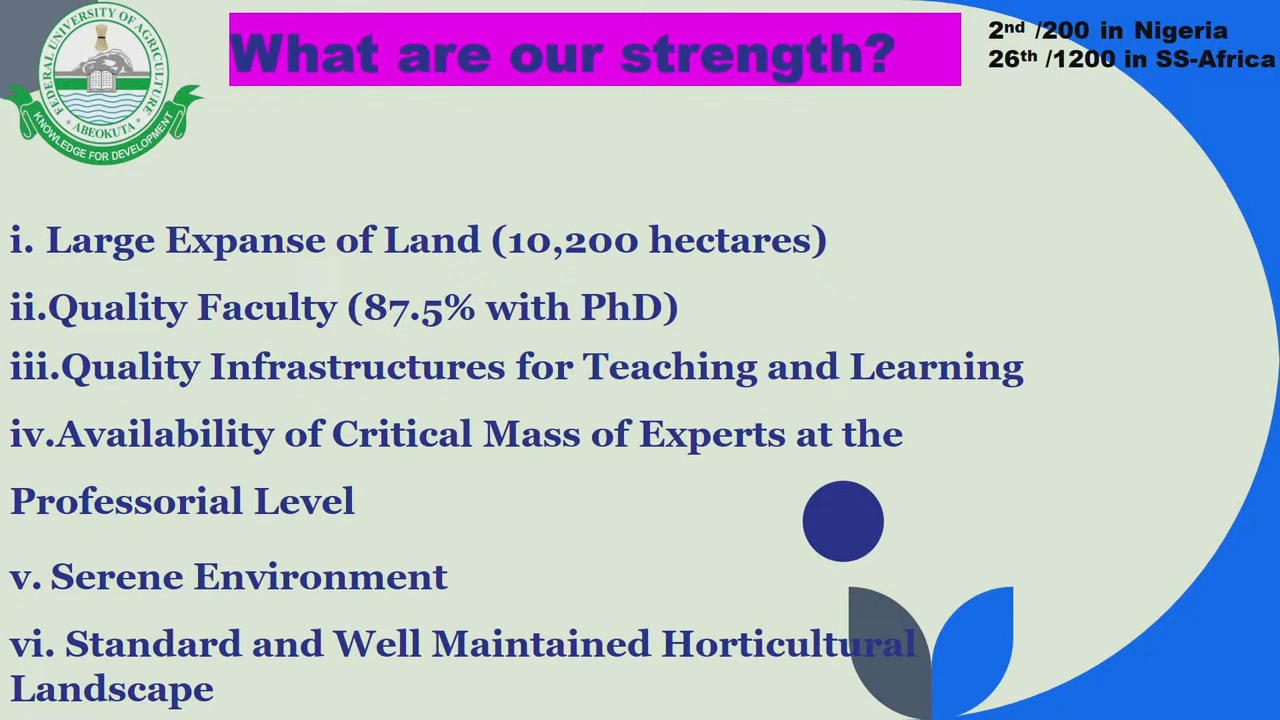 FEDERAL UNIVERSITY OF AGRICULTURE,
* ABEOKUTA *
KNOWLEDGE FOR DEVELOPMENT
What are our strength?
2nd /200 in Nigeria
26th /1200 in SS-Africa
i. Large Expanse of Land (10,200 hectares)
ii.Quality Faculty (87.5% with PhD)
iii.Quality Infrastructures for Teaching and Learning
iv.Availability of Critical Mass of Experts at the
Professorial Level
v. Serene Environment
vi. Standard and Well Maintained Horticultural
Landscape